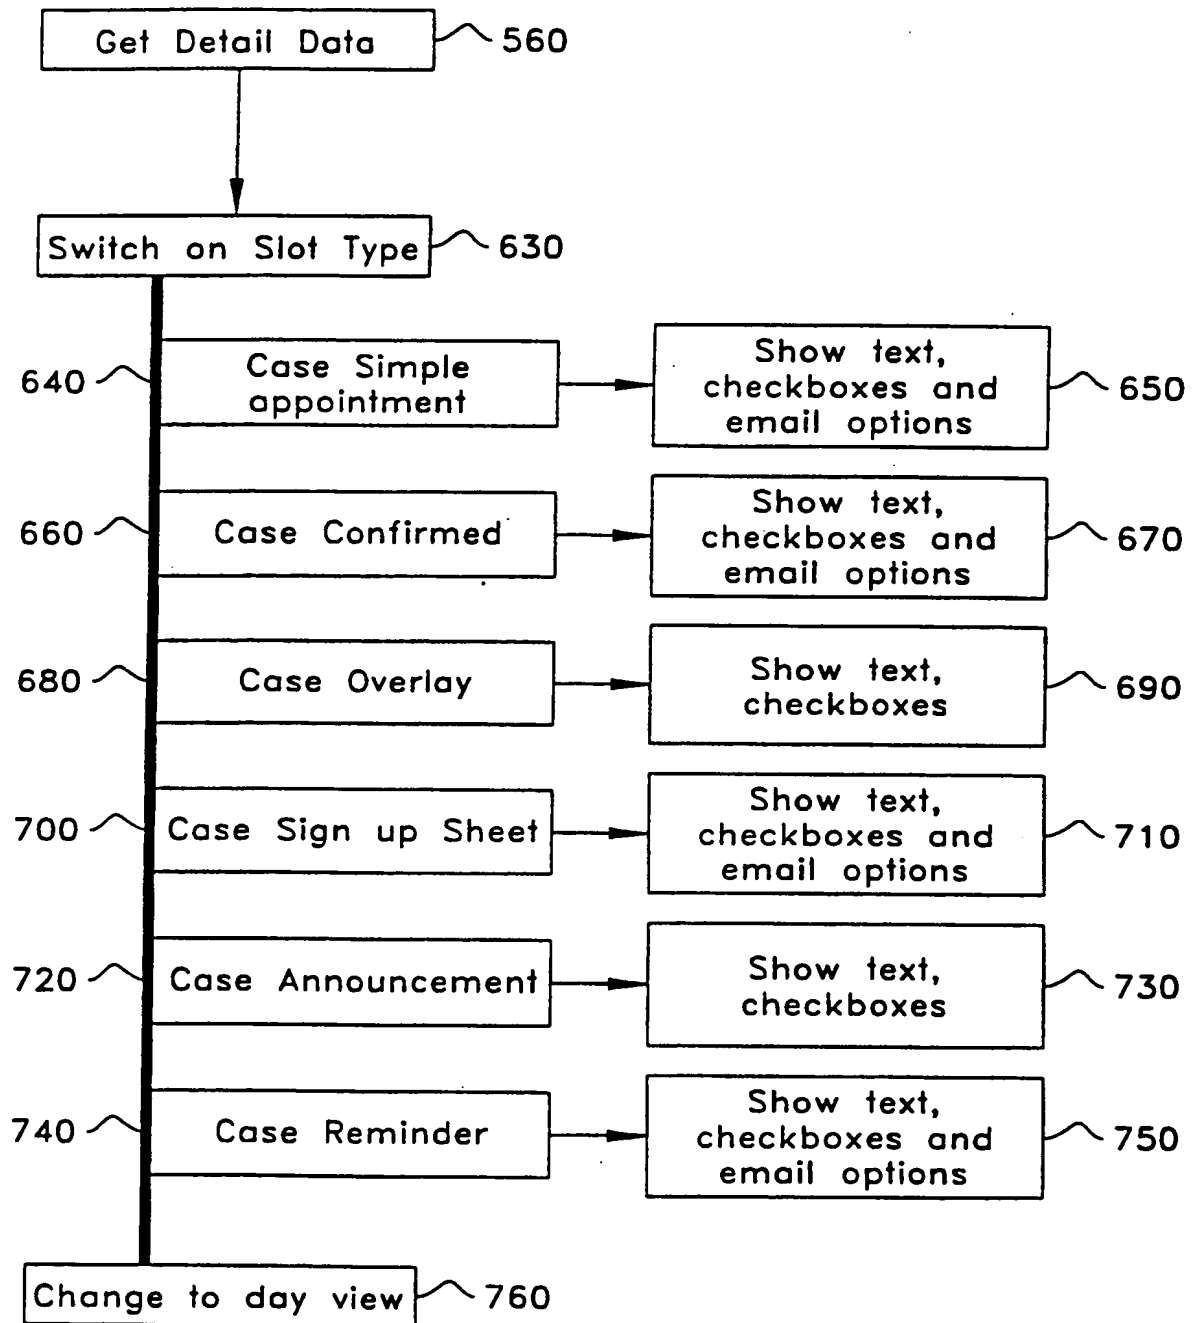 Get Detail Data
560
Switch on Slot Type
630
640
Case Simple
appointment
Show text,
checkboxes and
email options
650
660
Case Confirmed
Show text,
checkboxes and
email options
670
680
Case Overlay
Show text,
checkboxes
690
700
Case Sign up Sheet
Show text,
checkboxes and
email options
710
720
Case Announcement
Show text,
checkboxes
730
740
Case Reminder
Show text,
checkboxes and
email options
750
Change to day view
760